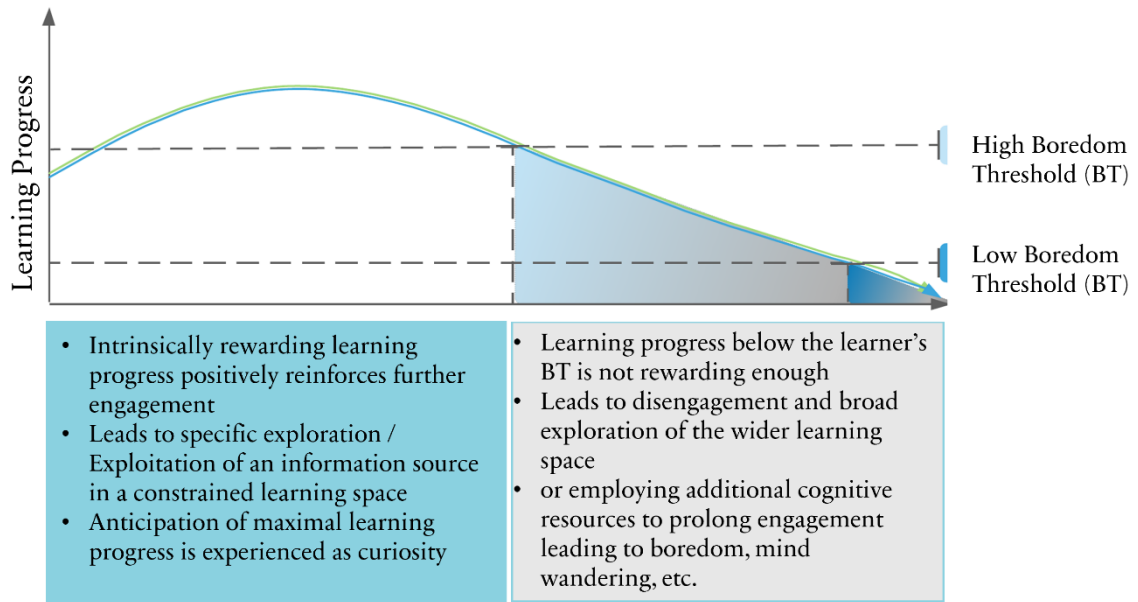 Learning Progress
High Boredom
Threshold (BT)
Low Boredom
Threshold (BT)
• Intrinsically rewarding learning
progress positively reinforces further
engagement
• Leads to specific exploration /
Exploitation of an information source
in a constrained learning space
• Anticipation of maximal learning
progress is experienced as curiosity
• Learning progress below the learner’s
BT is not rewarding enough
• Leads to disengagement and broad
exploration of the wider learning
space
• or employing additional cognitive
resources to prolong engagement
leading to boredom, mind
wandering, etc.